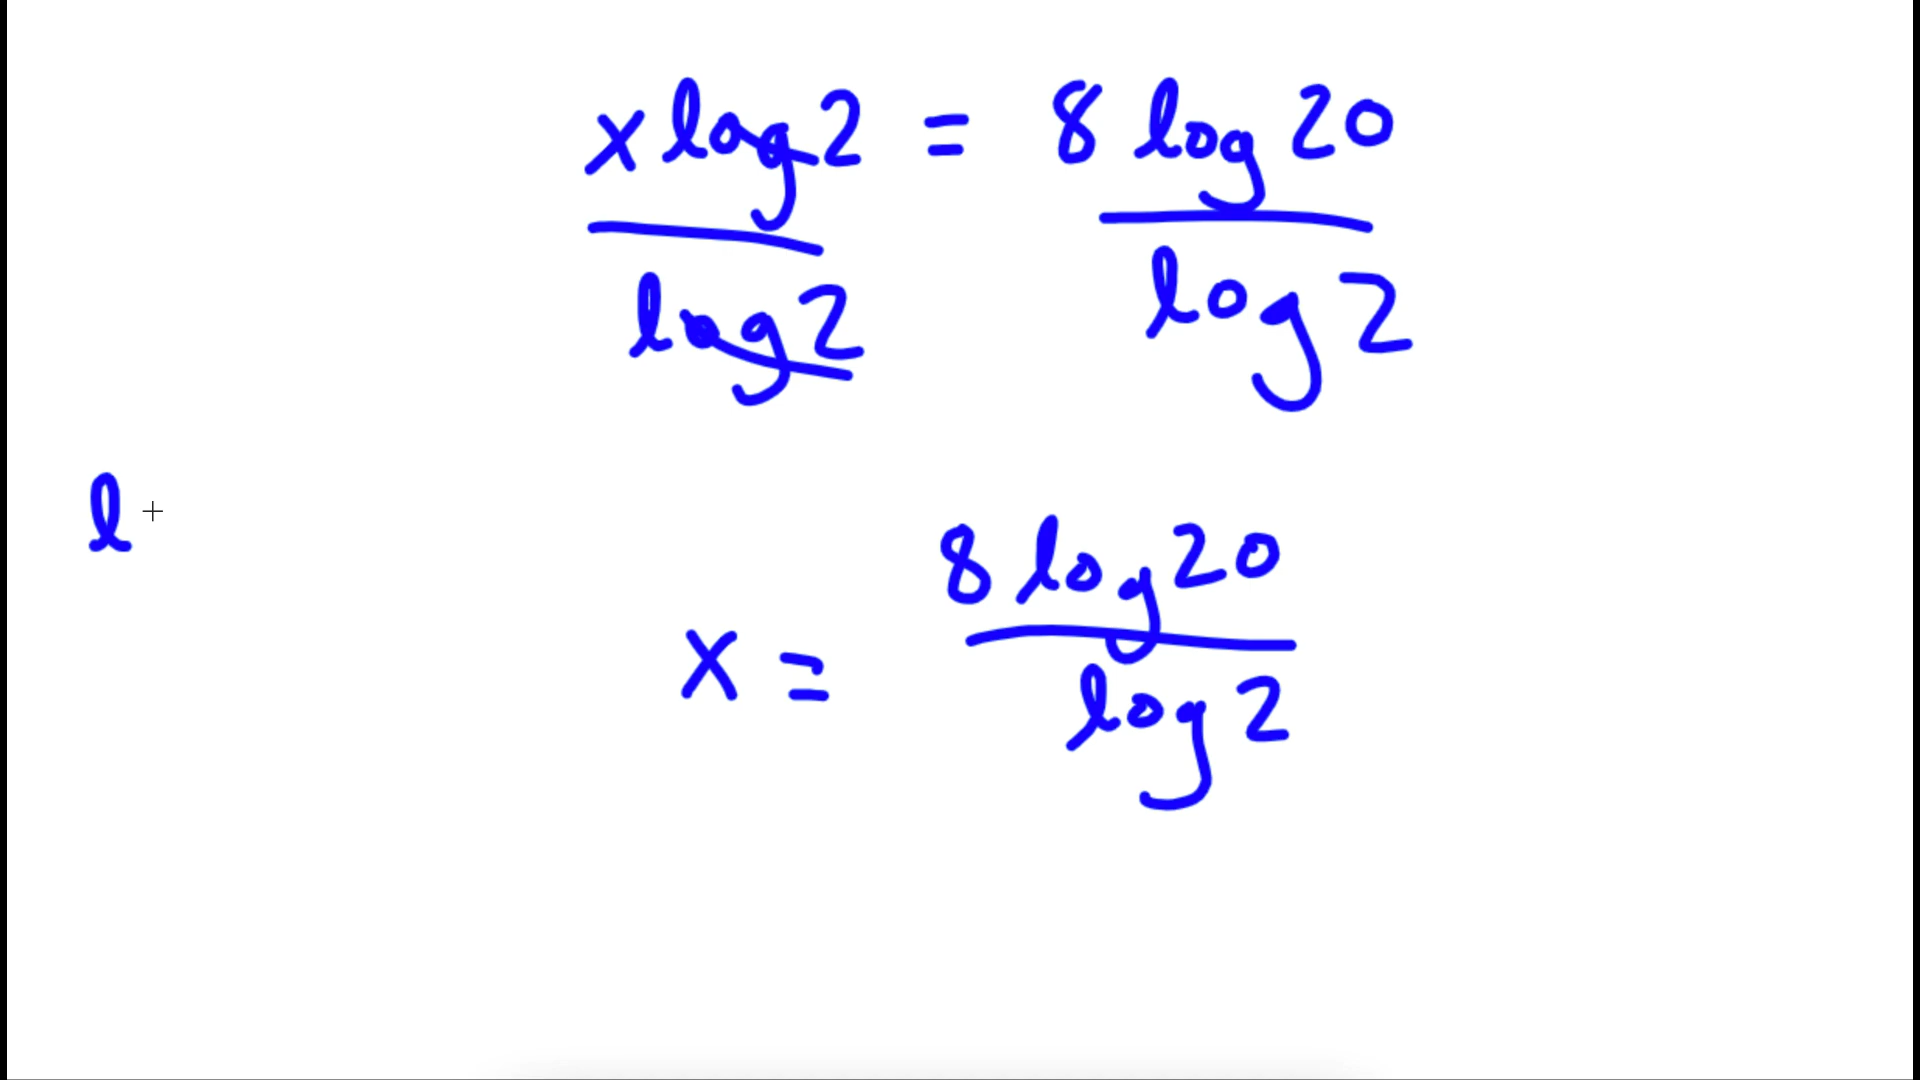 x log 2 = 8 log 20
log 2 log 2
l
8 log 20
x =
log 2